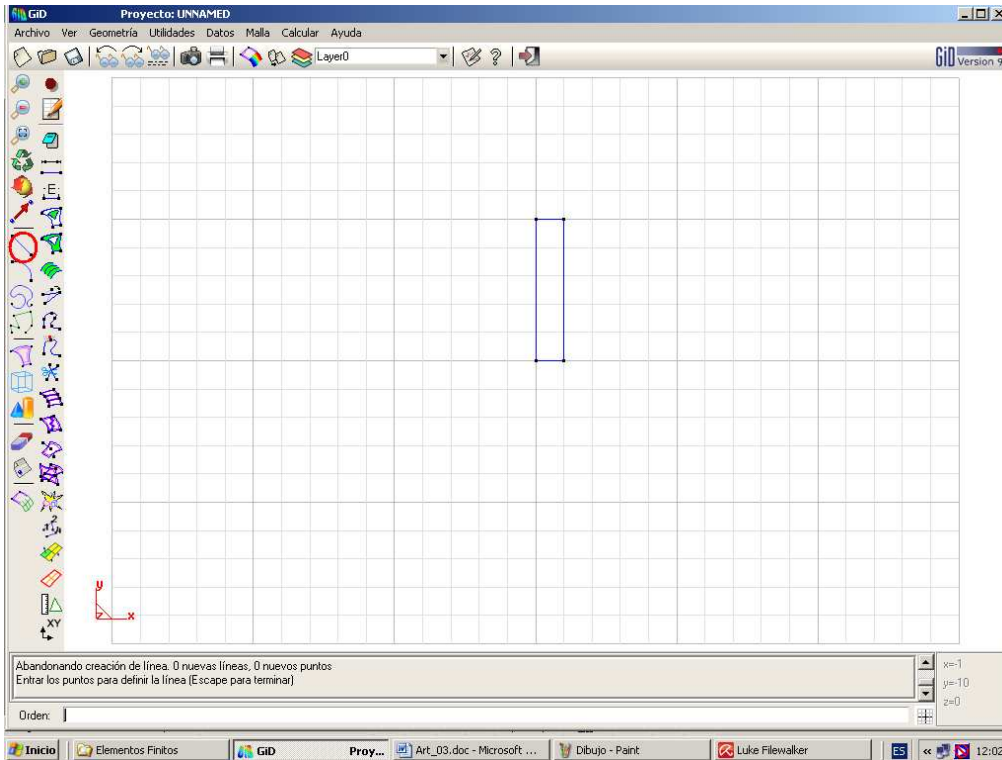 GiD Proyecto: UNNAMED
Archivo Ver Geometría Utilidades Datos Malla Calcular Ayuda
Layer0
GiD Version 9
:E:
2
XY
y
z x
Abandonando creación de línea. 0 nuevas líneas, 0 nuevos puntos
Entrar los puntos para definir la línea (Escape para terminar)
x=-1
y=-10
z=0
Orden:
Inicio Elementos Finitos GiD Proy... Art_03.doc - Microsoft ... Dibujo - Paint Luke Filewalker ES « 12:02